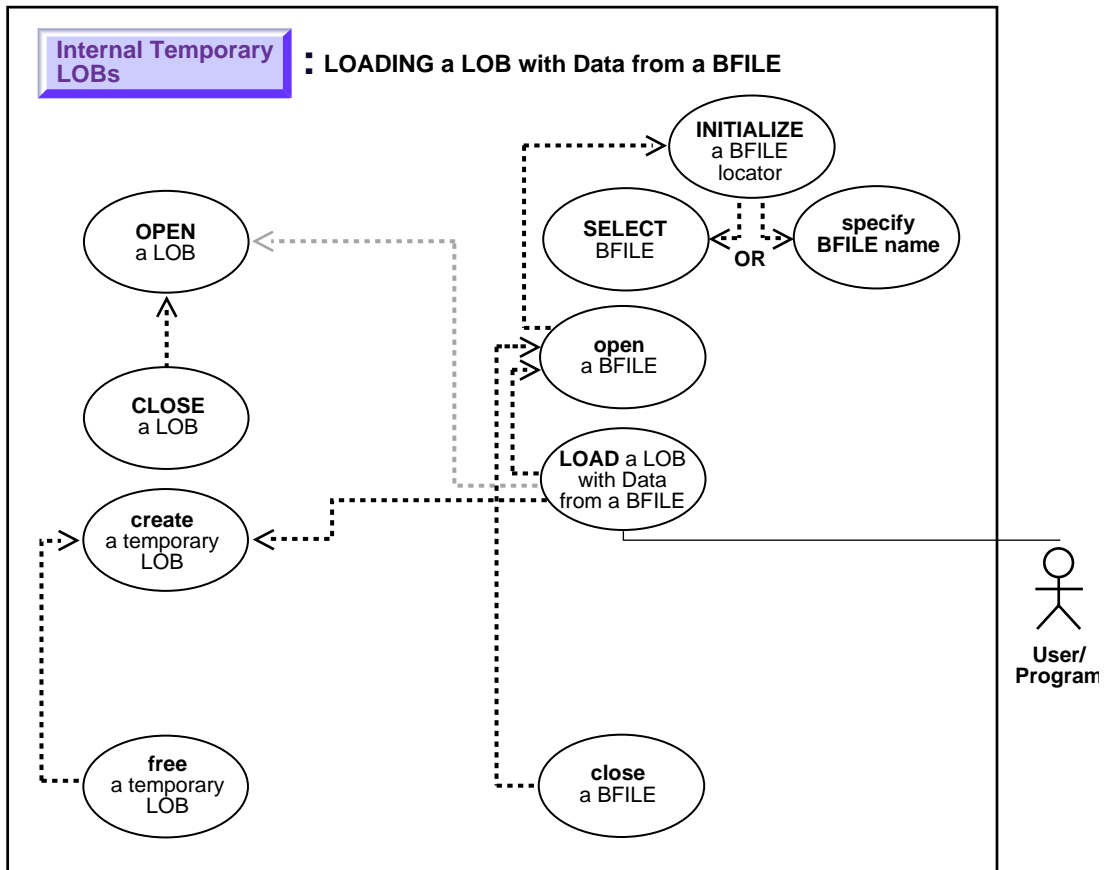 Internal Temporary
LOBs
: LOADING a LOB with Data from a BFILE
INITIALIZE
a BFILE
locator
OPEN
a LOB
SELECT
BFILE
OR
specify
BFILE name
open
a BFILE
CLOSE
a LOB
LOAD a LOB
with Data
from a BFILE
create
a temporary
LOB
User/
Program
free
a temporary
LOB
close
a BFILE